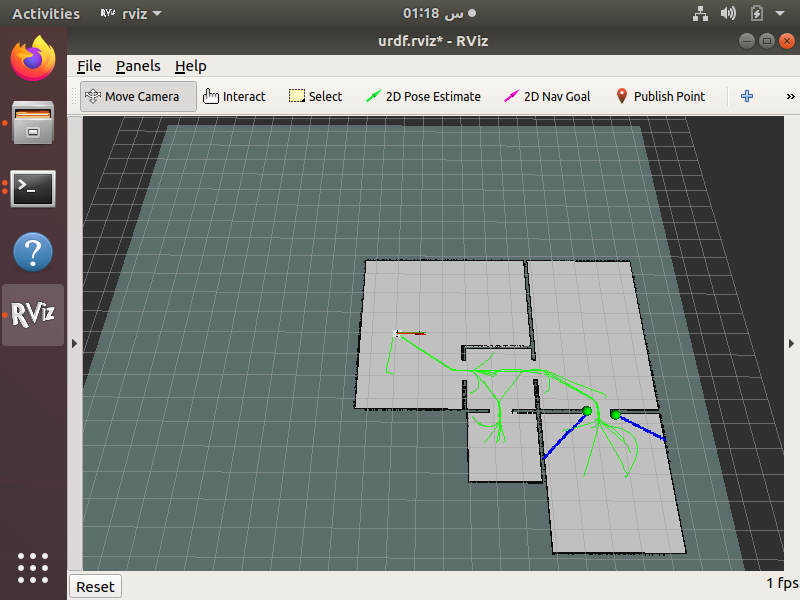 Activities rviz 01:18 س
urdf.rviz* - RViz
File Panels Help
Move Camera Interact Select 2D Pose Estimate 2D Nav Goal Publish Point »
RViz
Reset 1 fps